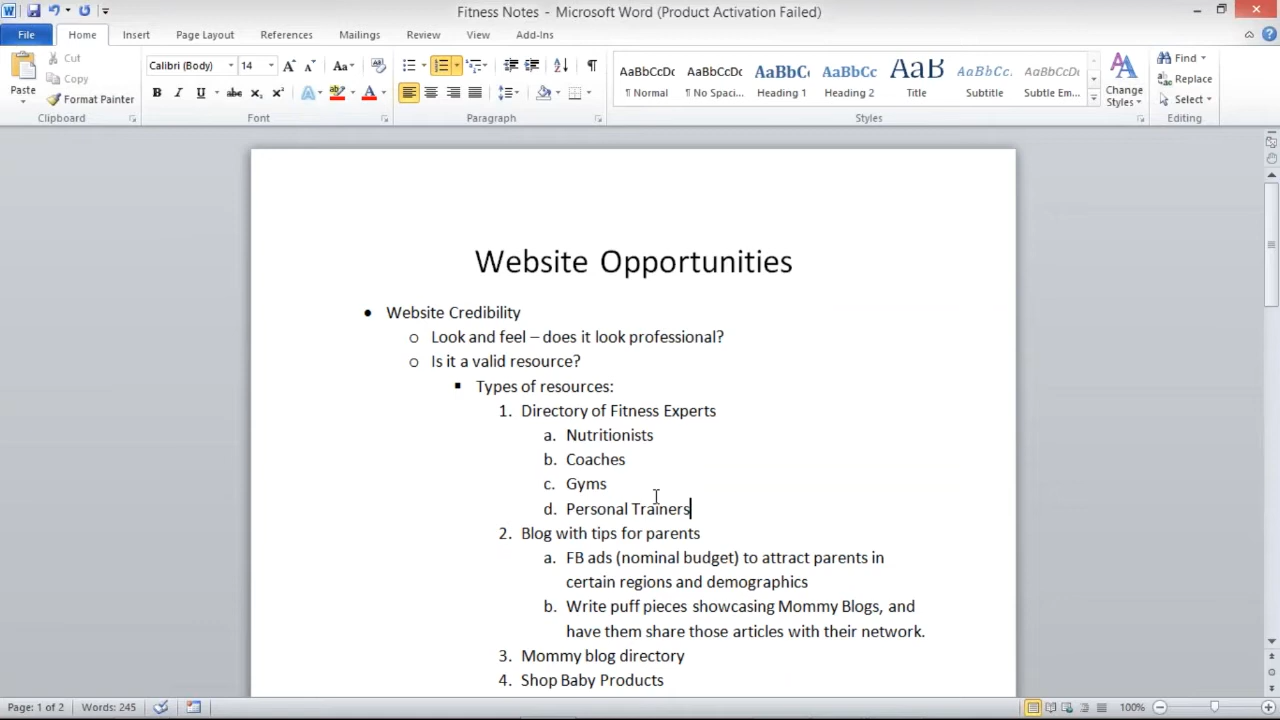 Fitness Notes - Microsoft Word (Product Activation Failed)
File Home Insert Page Layout References Mailings Review View Add-Ins
Paste
Cut
Copy
Format Painter
Clipboard
Calibri (Body) 14
Font
Paragraph
AaBbCcDc AaBbCcDc AaBbC AaBbCc AaB AaBbCcI AaBbCcDc
¶ Normal ¶ No Spaci... Heading 1 Heading 2 Title Subtitle Subtle Em...
Change Styles
Styles
Find
Replace
Select
Editing
Website Opportunities
• Website Credibility
o Look and feel – does it look professional?
o Is it a valid resource?
▪ Types of resources:
1. Directory of Fitness Experts
a. Nutritionists
b. Coaches
c. Gyms
d. Personal Trainers
2. Blog with tips for parents
a. FB ads (nominal budget) to attract parents in
certain regions and demographics
b. Write puff pieces showcasing Mommy Blogs, and
have them share those articles with their network.
3. Mommy blog directory
4. Shop Baby Products
Page: 1 of 2 Words: 245 100%